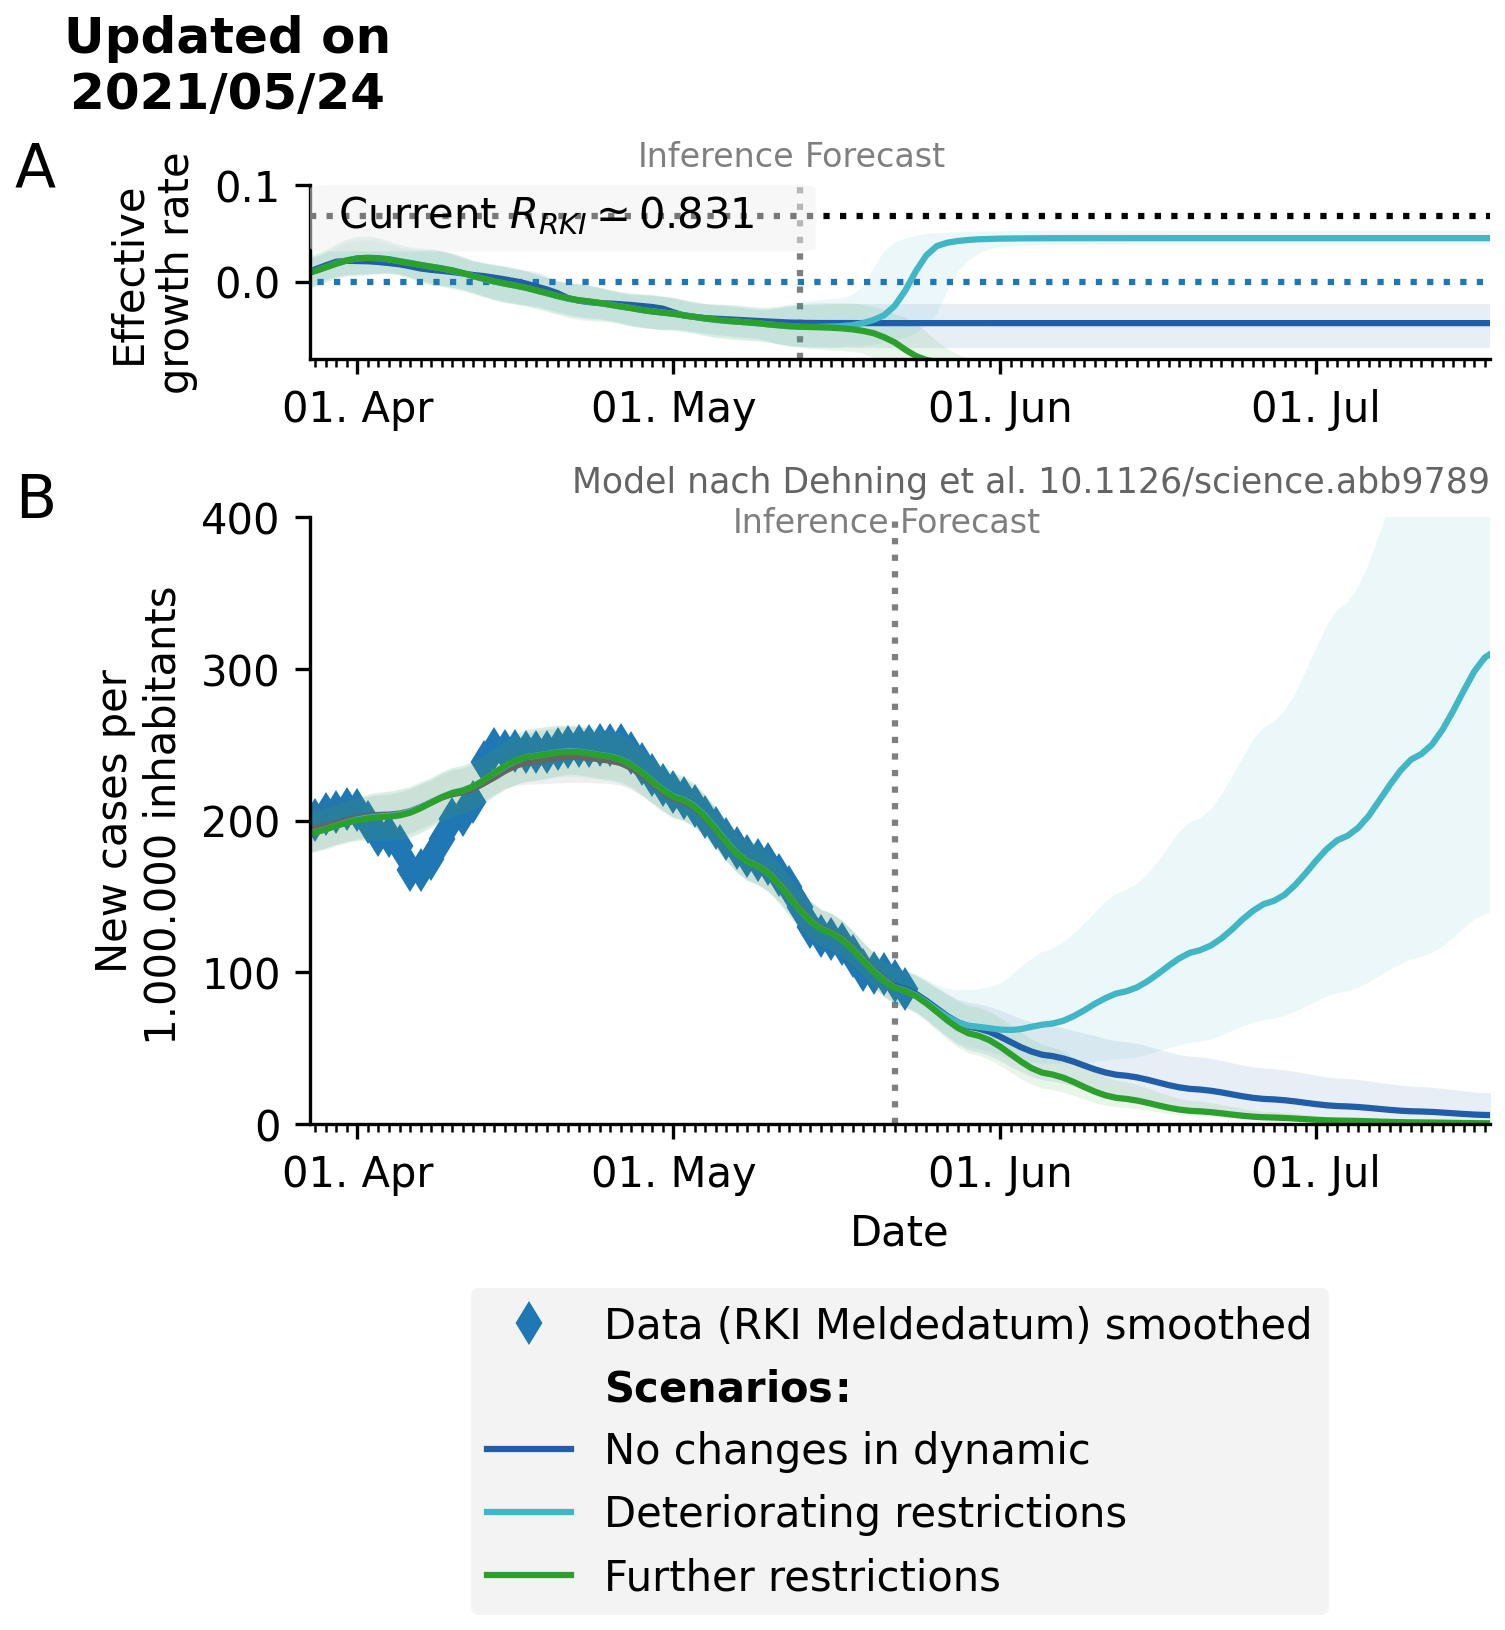 Updated on
2021/05/24
A
Inference Forecast
Effective
growth rate
0.1
0.0
Current R_RKI ≃ 0.831
01. Apr 01. May 01. Jun 01. Jul
B
Model nach Dehning et al. 10.1126/science.abb9789
Inference Forecast
New cases per
1.000.000 inhabitants
400
300
200
100
0
01. Apr 01. May 01. Jun 01. Jul
Date
Data (RKI Meldedatum) smoothed
Scenarios:
No changes in dynamic
Deteriorating restrictions
Further restrictions